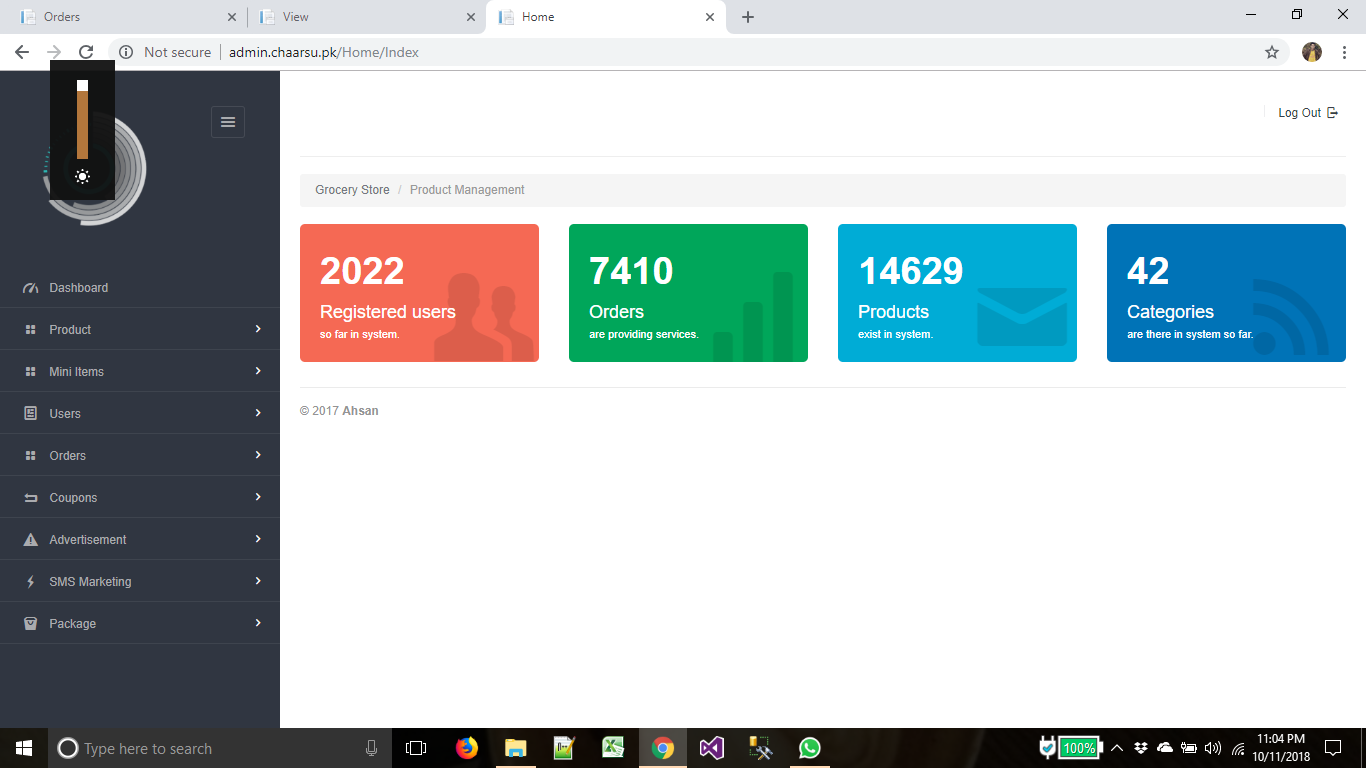 Orders
View
Home
Not secure
admin.chaarsu.pk/Home/Index
Log Out
Grocery Store / Product Management
2022
Registered users
so far in system.
7410
Orders
are providing services.
14629
Products
exist in system.
42
Categories
are there in system so far.
© 2017 Ahsan
Dashboard
Product
Mini Items
Users
Orders
Coupons
Advertisement
SMS Marketing
Package
Type here to search
100%
11:04 PM
10/11/2018